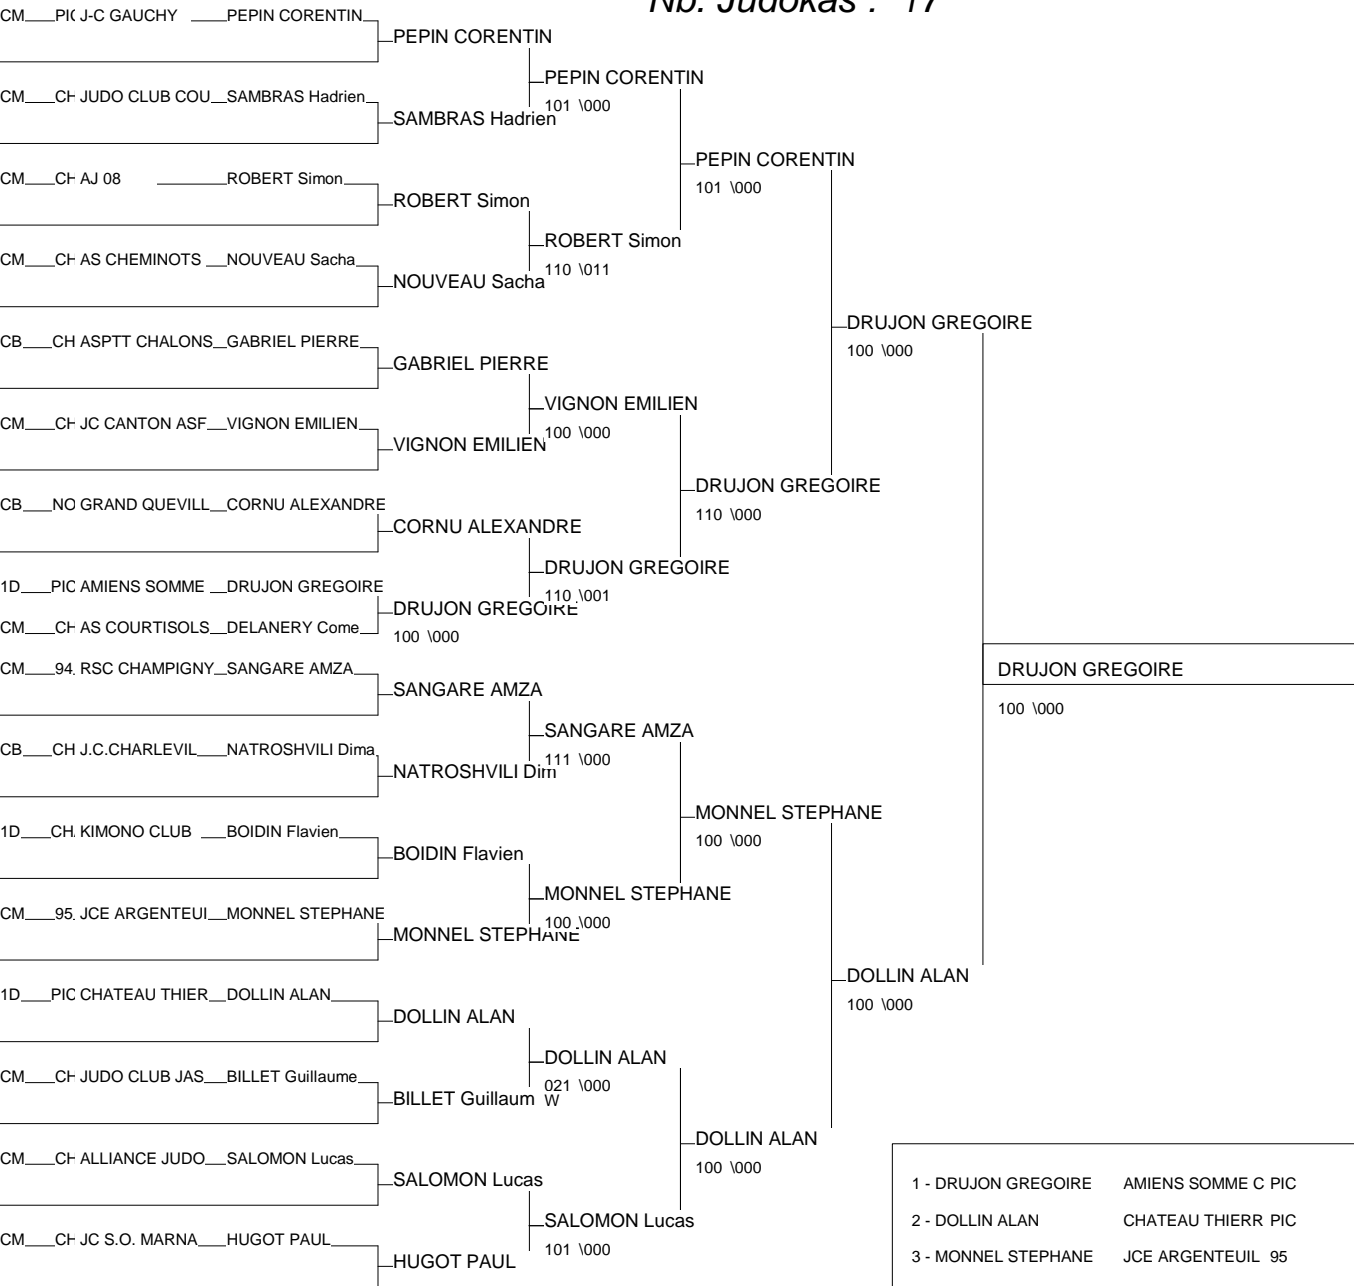 Nb. Judokas : 17
CM PIC J-C GAUCHY PEPIN CORENTIN
PEPIN CORENTIN
PEPIN CORENTIN
101 \000
CM CH JUDO CLUB COU SAMBRAS Hadrien
SAMBRAS Hadrien
PEPIN CORENTIN
101 \000
CM CH AJ 08 ROBERT Simon
ROBERT Simon
ROBERT Simon
110 \011
CM CH AS CHEMINOTS NOUVEAU Sacha
NOUVEAU Sacha
DRUJON GREGOIRE
100 \000
CB CH ASPTT CHALONS GABRIEL PIERRE
GABRIEL PIERRE
VIGNON EMILIEN
100 \000
CM CH JC CANTON ASF VIGNON EMILIEN
VIGNON EMILIEN
DRUJON GREGOIRE
110 \000
CB NO GRAND QUEVILL CORNU ALEXANDRE
CORNU ALEXANDRE
DRUJON GREGOIRE
110 \001
1D PIC AMIENS SOMME DRUJON GREGOIRE
DRUJON GREGOIRE
100 \000
CM CH AS COURTISOLS DELANERY Come
DRUJON GREGOIRE
100 \000
CM 94 RSC CHAMPIGNY SANGARE AMZA
SANGARE AMZA
SANGARE AMZA
111 \000
CB CH J.C.CHARLEVIL NATROSHVILI Dima
NATROSHVILI Dim
MONNEL STEPHANE
100 \000
1D CH KIMONO CLUB BOIDIN Flavien
BOIDIN Flavien
MONNEL STEPHANE
100 \000
CM 95 JCE ARGENTEUI MONNEL STEPHANE
MONNEL STEPHANE
DOLLIN ALAN
100 \000
1D PIC CHATEAU THIER DOLLIN ALAN
DOLLIN ALAN
DOLLIN ALAN
021 \000
W
CM CH JUDO CLUB JAS BILLET Guillaume
BILLET Guillaum
DOLLIN ALAN
100 \000
CM CH ALLIANCE JUDO SALOMON Lucas
SALOMON Lucas
SALOMON Lucas
101 \000
CM CH JC S.O. MARNA HUGOT PAUL
HUGOT PAUL
1 - DRUJON GREGOIRE AMIENS SOMME C PIC
2 - DOLLIN ALAN CHATEAU THIERR PIC
3 - MONNEL STEPHANE JCE ARGENTEUIL 95